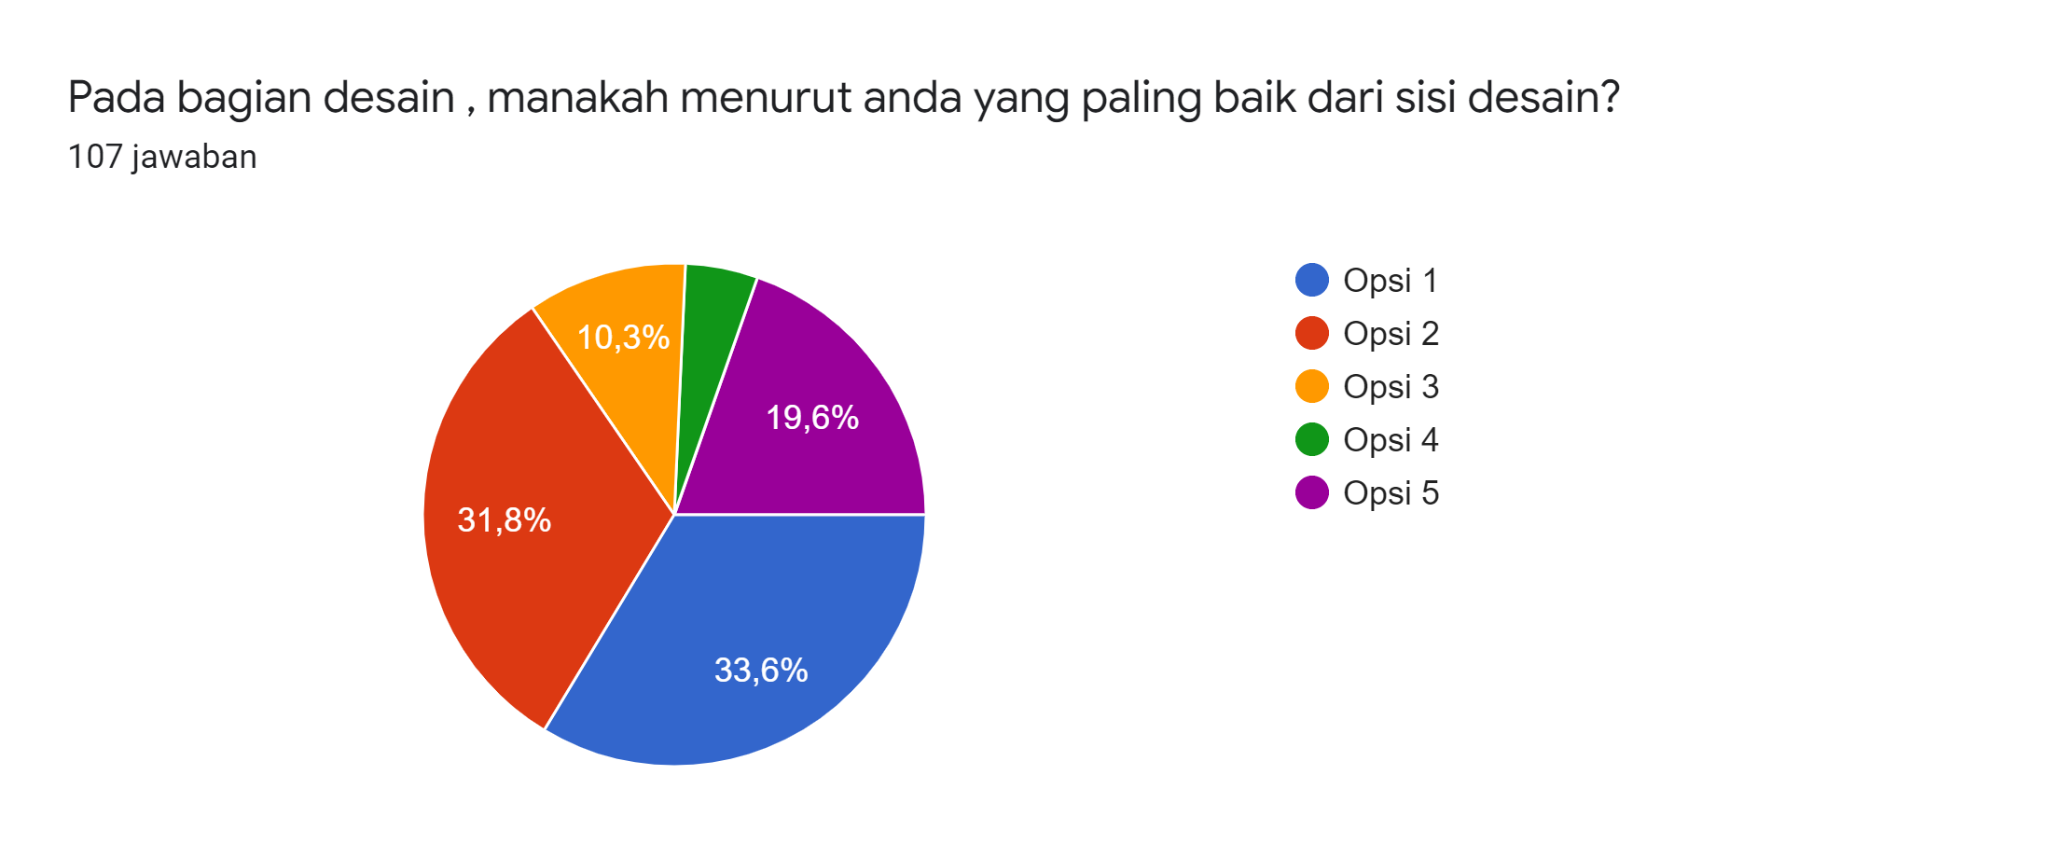 Pada bagian desain , manakah menurut anda yang paling baik dari sisi desain?
107 jawaban
10,3%
19,6%
31,8%
33,6%
Opsi 1
Opsi 2
Opsi 3
Opsi 4
Opsi 5